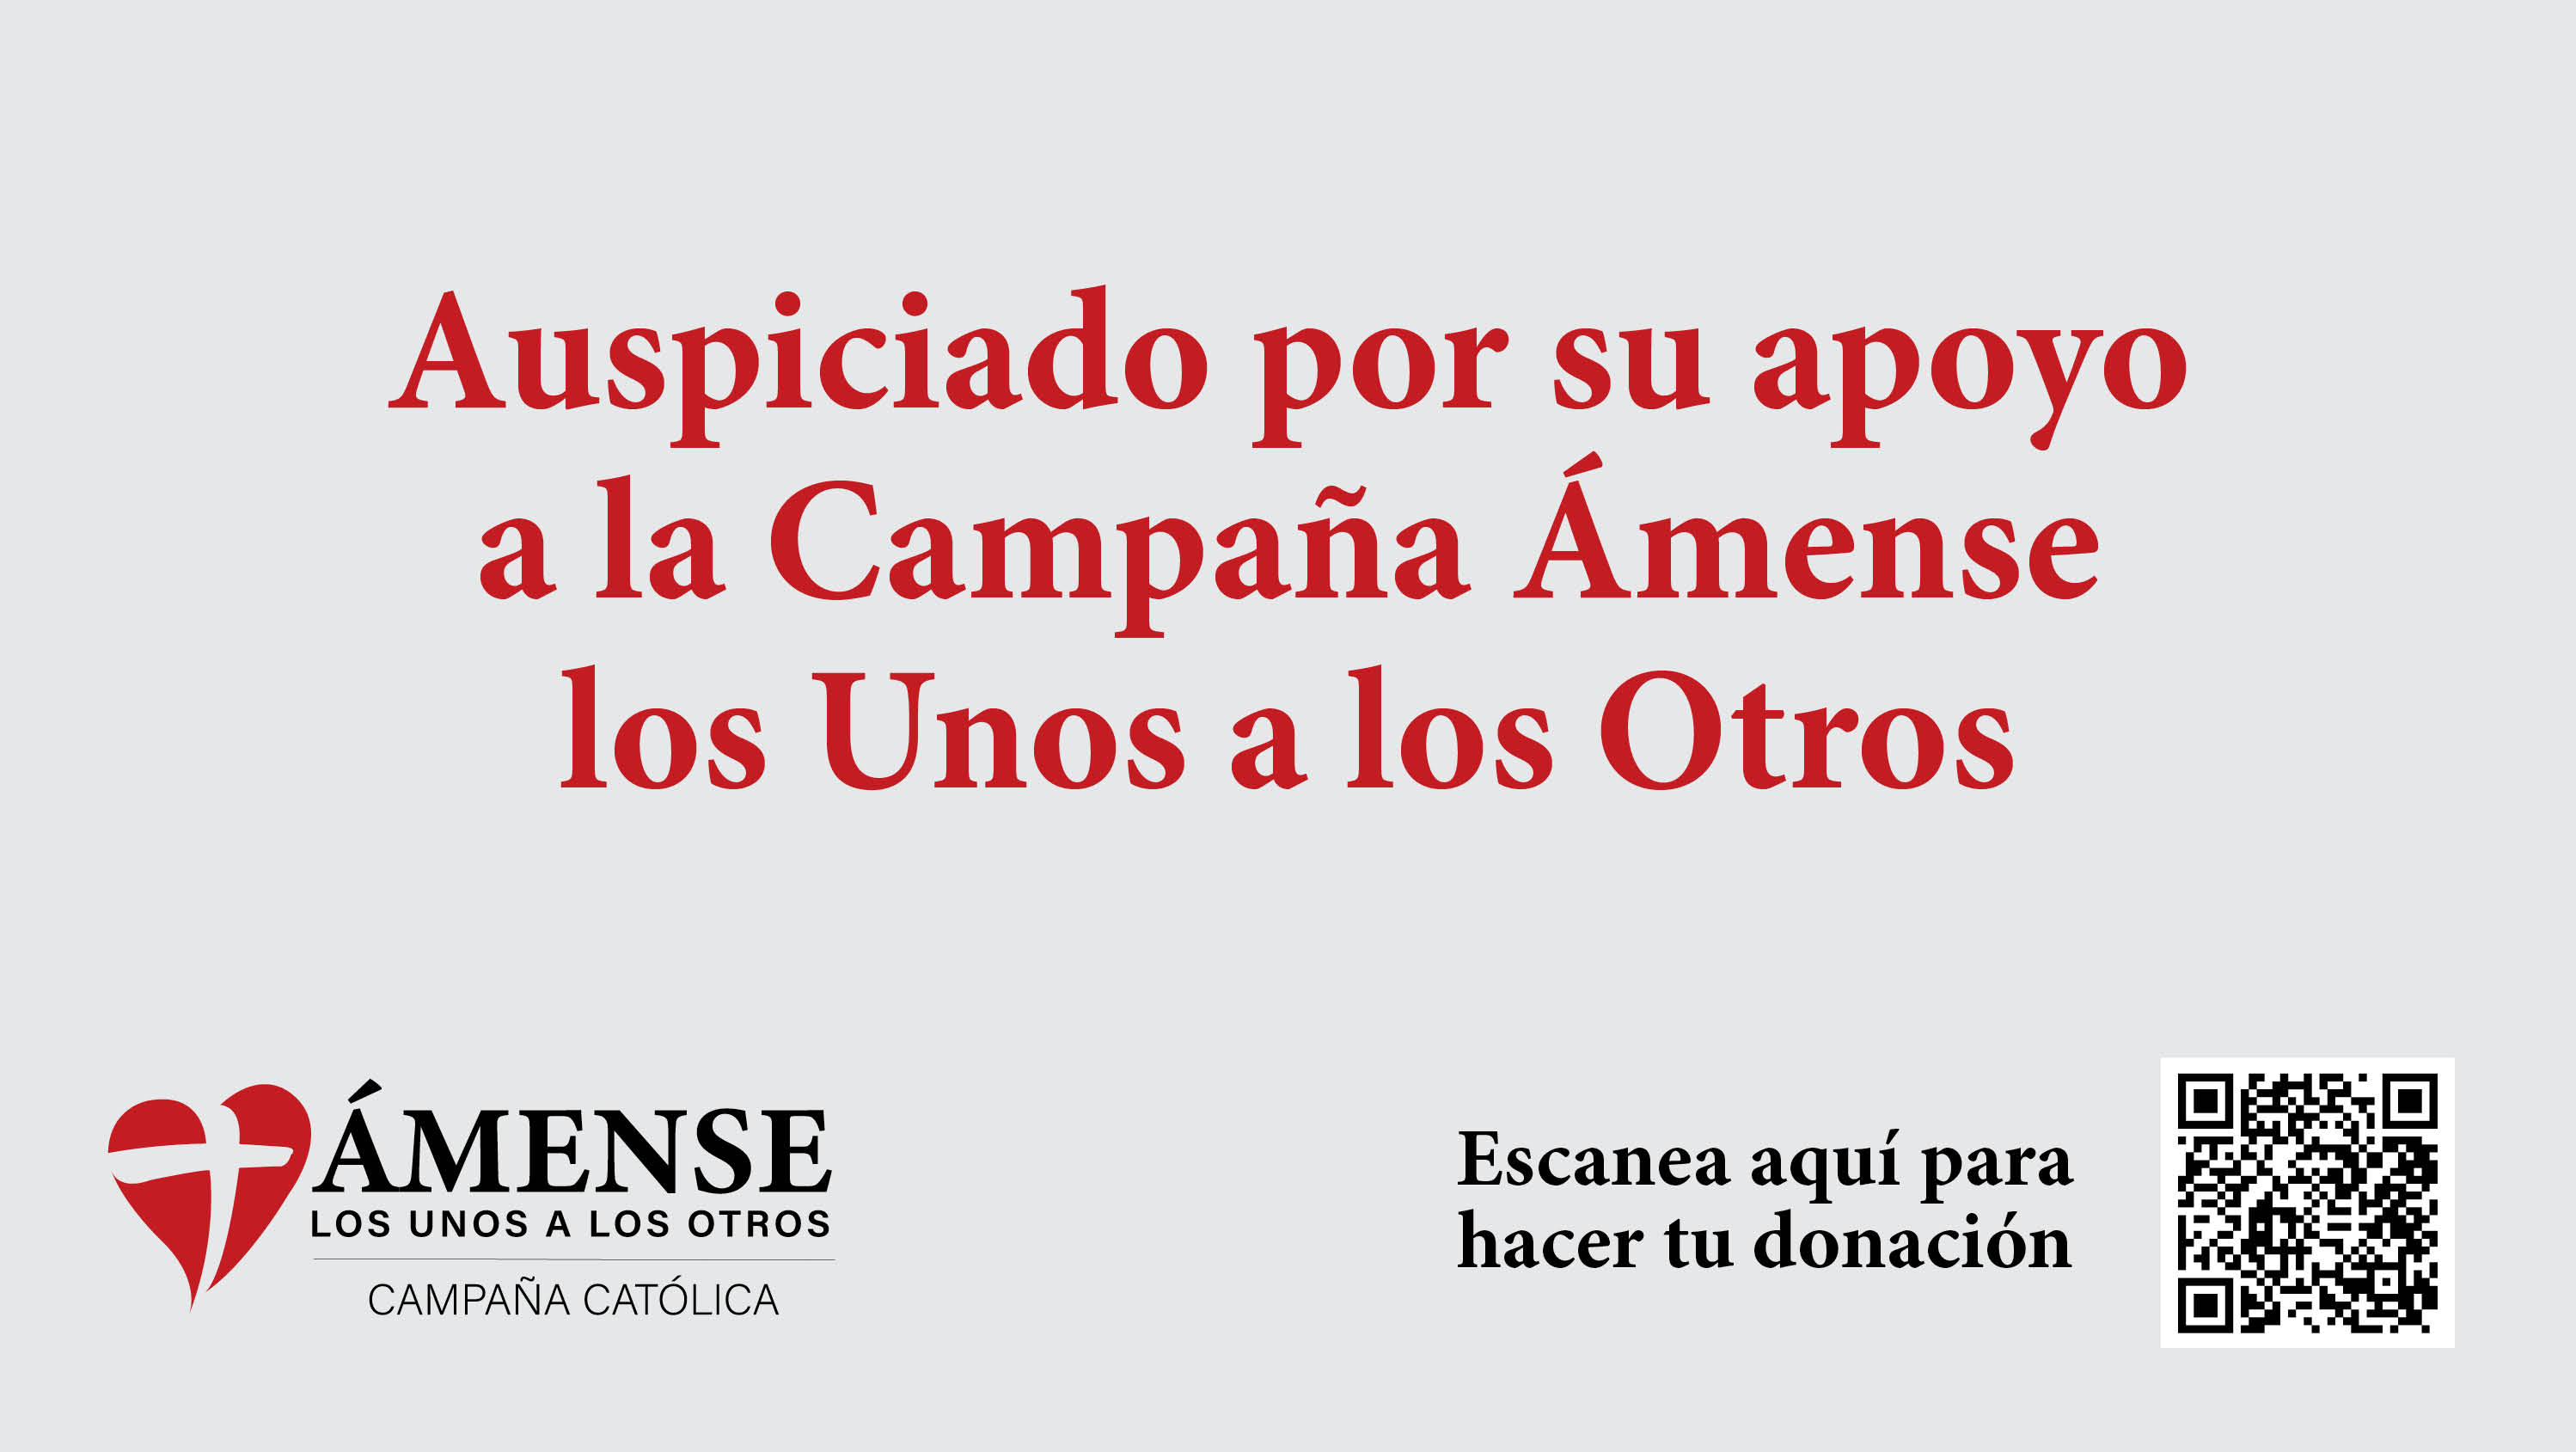 Auspiciado por su apoyo
a la Campaña Ámense
los Unos a los Otros
ÁMENSE
LOS UNOS A LOS OTROS
CAMPAÑA CATÓLICA
Escanea aquí para
hacer tu donación